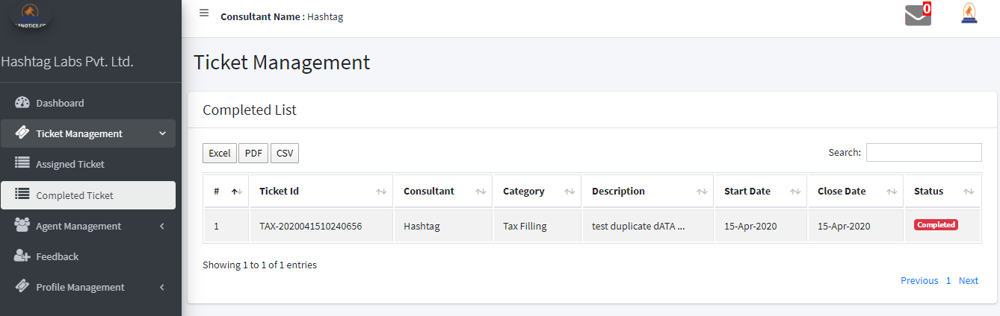 LENOTICE.CO
0
Consultant Name : Hashtag
Hashtag Labs Pvt. Ltd.
Dashboard
Ticket Management
Assigned Ticket
Completed Ticket
Agent Management
Feedback
Profile Management
Ticket Management
Completed List
Excel PDF CSV
Search:
# Ticket Id Consultant Category Description Start Date Close Date Status
1 TAX-2020041510240656 Hashtag Tax Filling test duplicate dATA ... 15-Apr-2020 15-Apr-2020 Completed
Showing 1 to 1 of 1 entries
Previous 1 Next